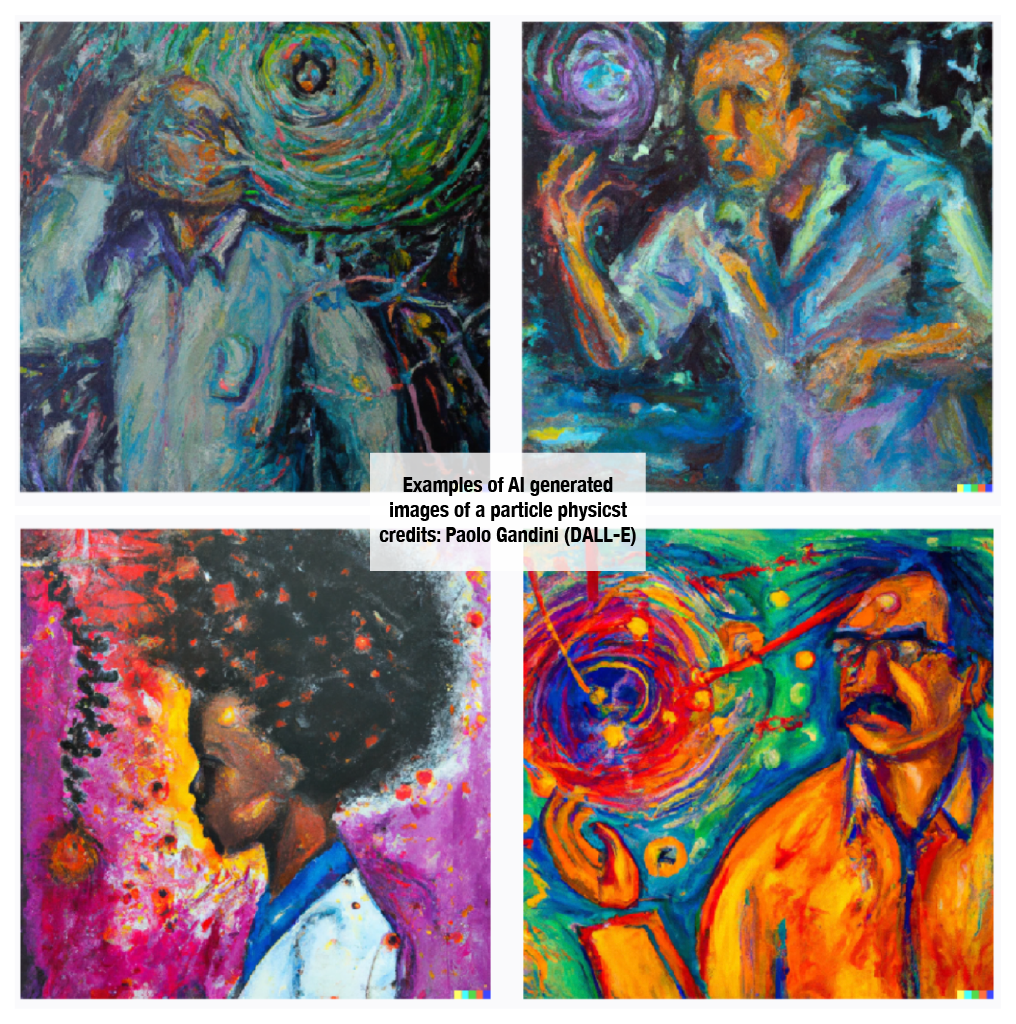 Examples of AI generated
images of a particle physicst
credits: Paolo Gandini (DALL-E)